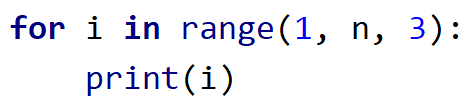 for i in range(1, n, 3):
    print(i)